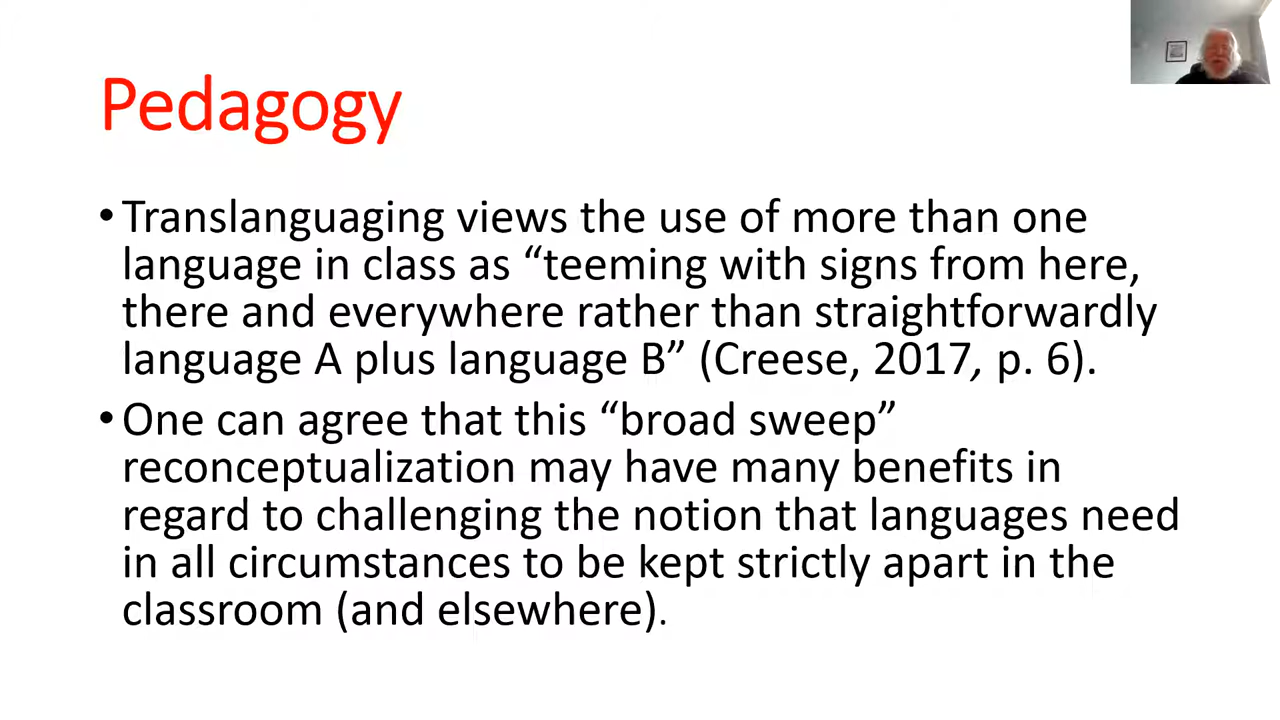 Pedagogy
• Translanguaging views the use of more than one
language in class as “teeming with signs from here,
there and everywhere rather than straightforwardly
language A plus language B” (Creese, 2017, p. 6).
• One can agree that this “broad sweep”
reconceptualization may have many benefits in
regard to challenging the notion that languages need
in all circumstances to be kept strictly apart in the
classroom (and elsewhere).